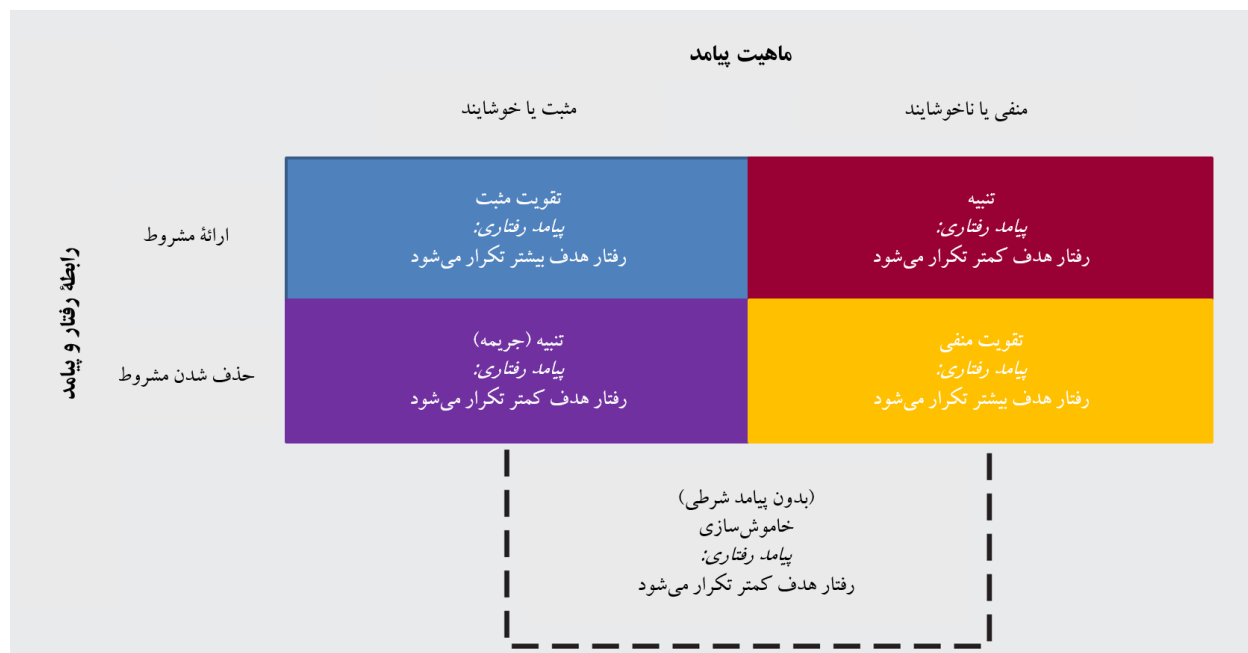 ماهیت پیامد
منفی یا ناخوشایند
مثبت یا خوشایند
رابطهٔ رفتار و پیامد
ارائهٔ مشروط
تنبیه
پیامد رفتاری:
رفتار هدف کمتر تکرار می‌شود
تقویت مثبت
پیامد رفتاری:
رفتار هدف بیشتر تکرار می‌شود
حذف شدن مشروط
تقویت منفی
پیامد رفتاری:
رفتار هدف بیشتر تکرار می‌شود
تنبیه (جریمه)
پیامد رفتاری:
رفتار هدف کمتر تکرار می‌شود
(بدون پیامد شرطی)
خاموش‌سازی
پیامد رفتاری:
رفتار هدف کمتر تکرار می‌شود